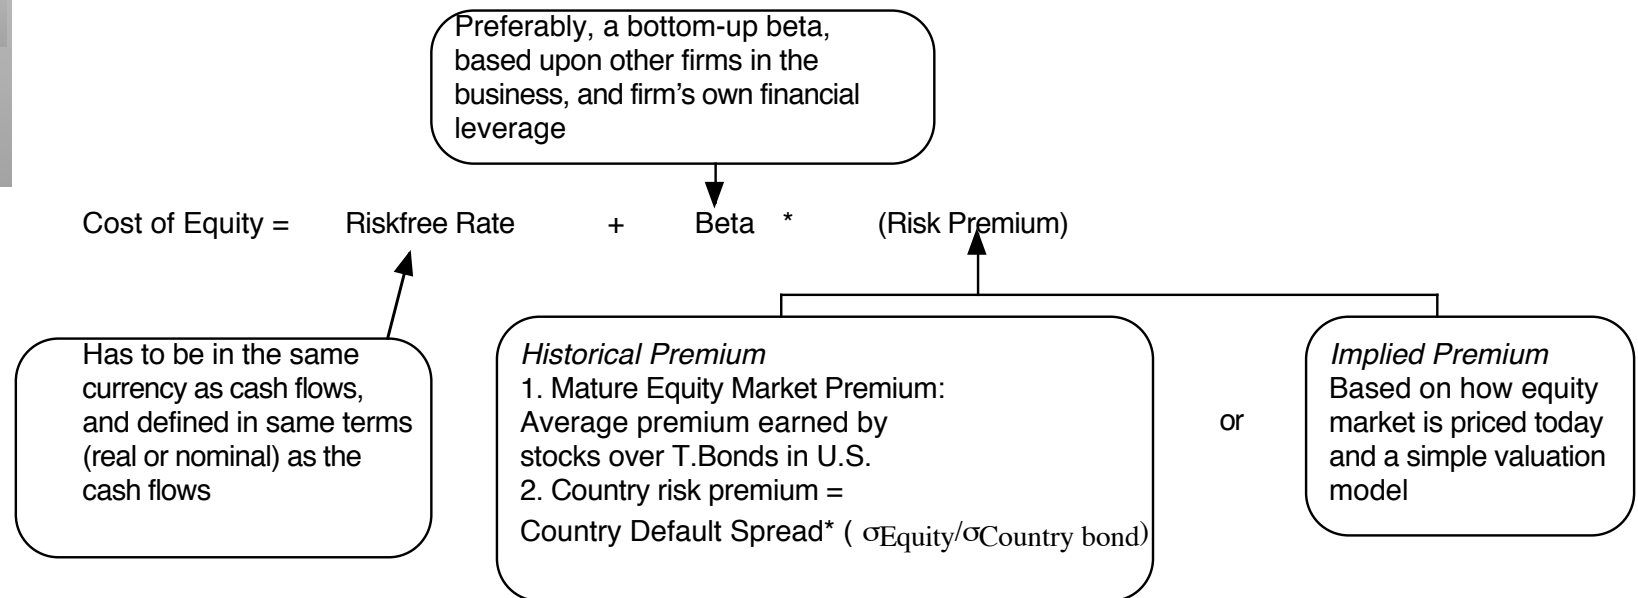 Preferably, a bottom-up beta,
based upon other firms in the
business, and firm’s own financial
leverage
Cost of Equity = Riskfree Rate + Beta * (Risk Premium)
Has to be in the same
currency as cash flows,
and defined in same terms
(real or nominal) as the
cash flows
Historical Premium
1. Mature Equity Market Premium:
Average premium earned by
stocks over T.Bonds in U.S.
2. Country risk premium =
Country Default Spread* ( σEquity/σCountry bond)
or
Implied Premium
Based on how equity
market is priced today
and a simple valuation
model